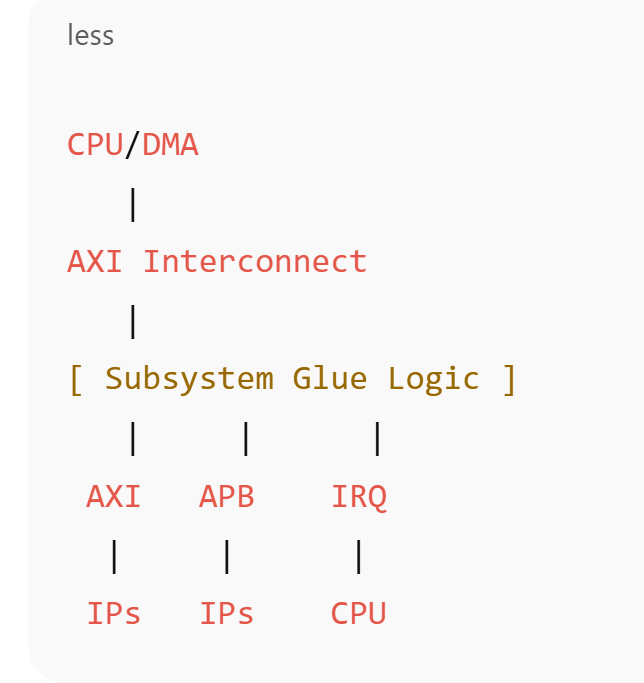 less
CPU/DMA
|
AXI Interconnect
|
[ Subsystem Glue Logic ]
| | |
AXI APB IRQ
| | |
IPs IPs CPU